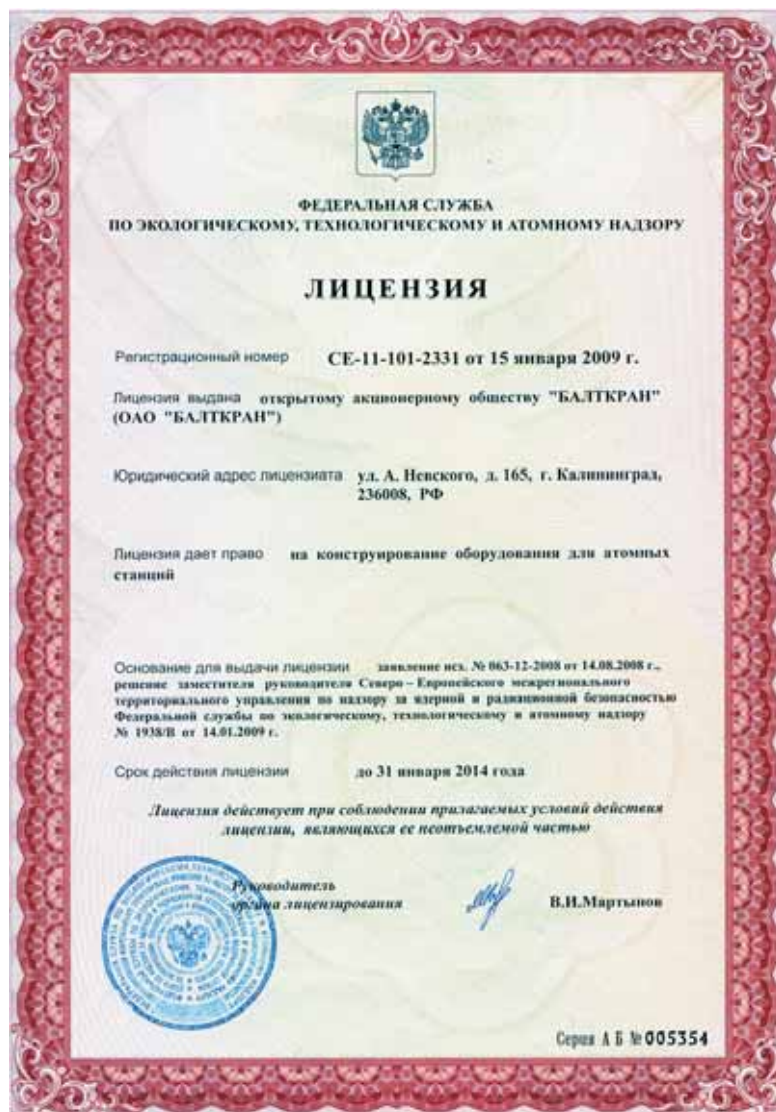 ФЕДЕРАЛЬНАЯ СЛУЖБА
ПО ЭКОЛОГИЧЕСКОМУ, ТЕХНОЛОГИЧЕСКОМУ И АТОМНОМУ НАДЗОРУ
ЛИЦЕНЗИЯ
Регистрационный номер СЕ-11-101-2331 от 15 января 2009 г.
Лицензия выдана открытому акционерному обществу "БАЛТКРАН"
(ОАО "БАЛТКРАН")
Юридический адрес лицензиата ул. А. Невского, д. 165, г. Калининград,
236008, РФ
Лицензия дает право на конструирование оборудования для атомных
станций
Основание для выдачи лицензии заявление исх. № 063-12-2008 от 14.08.2008 г.,
решение заместителя руководителя Северо – Европейского межрегионального
территориального управления по надзору за ядерной и радиационной безопасностью
Федеральной службы по экологическому, технологическому и атомному надзору
№ 1938/В от 14.01.2009 г.
Срок действия лицензии до 31 января 2014 года
Лицензия действует при соблюдении прилагаемых условий действия
лицензии, являющихся ее неотъемлемой частью
Руководитель
органа лицензирования В.И.Мартынов
Серия А Б № 005354